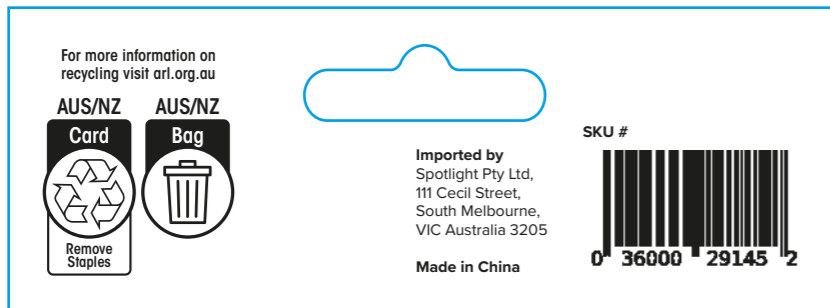 For more information on
recycling visit arl.org.au
AUS/NZ
Card
Remove
Staples
AUS/NZ
Bag
Imported by
Spotlight Pty Ltd,
111 Cecil Street,
South Melbourne,
VIC Australia 3205
Made in China
SKU #
0 36000 29145 2